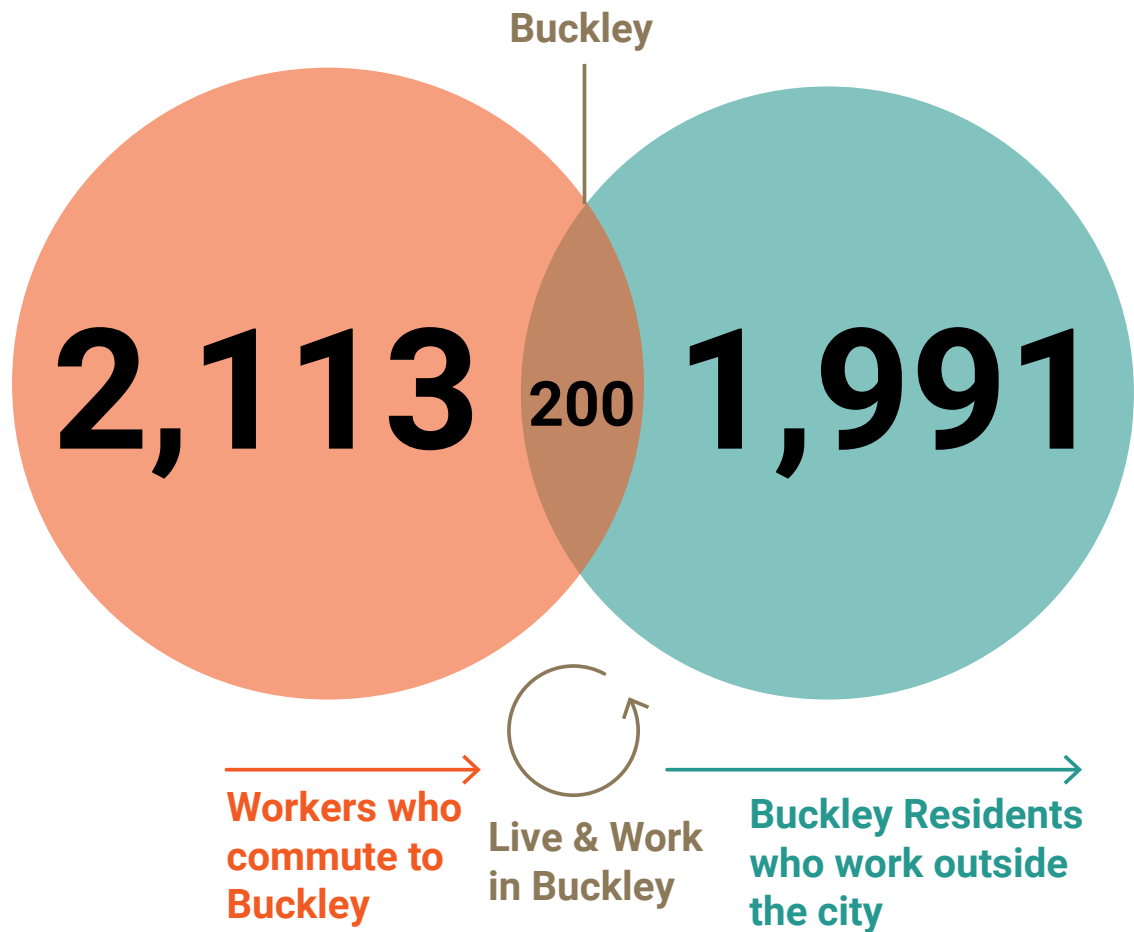 Buckley
2,113
200
1,991
Workers who
commute to
Buckley
Live & Work
in Buckley
Buckley Residents
who work outside
the city